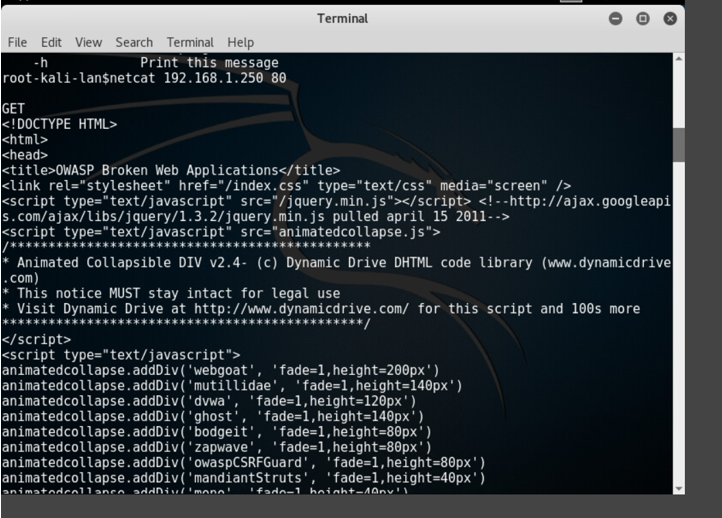 Terminal
File Edit View Search Terminal Help
-h Print this message
root-kali-lan$netcat 192.168.1.250 80
GET
<!DOCTYPE HTML>
<html>
<head>
<title>OWASP Broken Web Applications</title>
<link rel="stylesheet" href="/index.css" type="text/css" media="screen" />
<script type="text/javascript" src="/jquery.min.js"></script> <!--http://ajax.googleapi
s.com/ajax/libs/jquery/1.3.2/jquery.min.js pulled april 15 2011-->
<script type="text/javascript" src="animatedcollapse.js">
/***********************************************
* Animated Collapsible DIV v2.4- (c) Dynamic Drive DHTML code library (www.dynamicdrive
.com)
* This notice MUST stay intact for legal use
* Visit Dynamic Drive at http://www.dynamicdrive.com/ for this script and 100s more
***********************************************/
</script>
<script type="text/javascript">
animatedcollapse.addDiv('webgoat', 'fade=1,height=200px')
animatedcollapse.addDiv('mutillidae', 'fade=1,height=140px')
animatedcollapse.addDiv('dvwa', 'fade=1,height=120px')
animatedcollapse.addDiv('ghost', 'fade=1,height=140px')
animatedcollapse.addDiv('bodgeit', 'fade=1,height=80px')
animatedcollapse.addDiv('zapwave', 'fade=1,height=80px')
animatedcollapse.addDiv('owaspCSRFGuard', 'fade=1,height=80px')
animatedcollapse.addDiv('mandiantStruts', 'fade=1,height=40px')